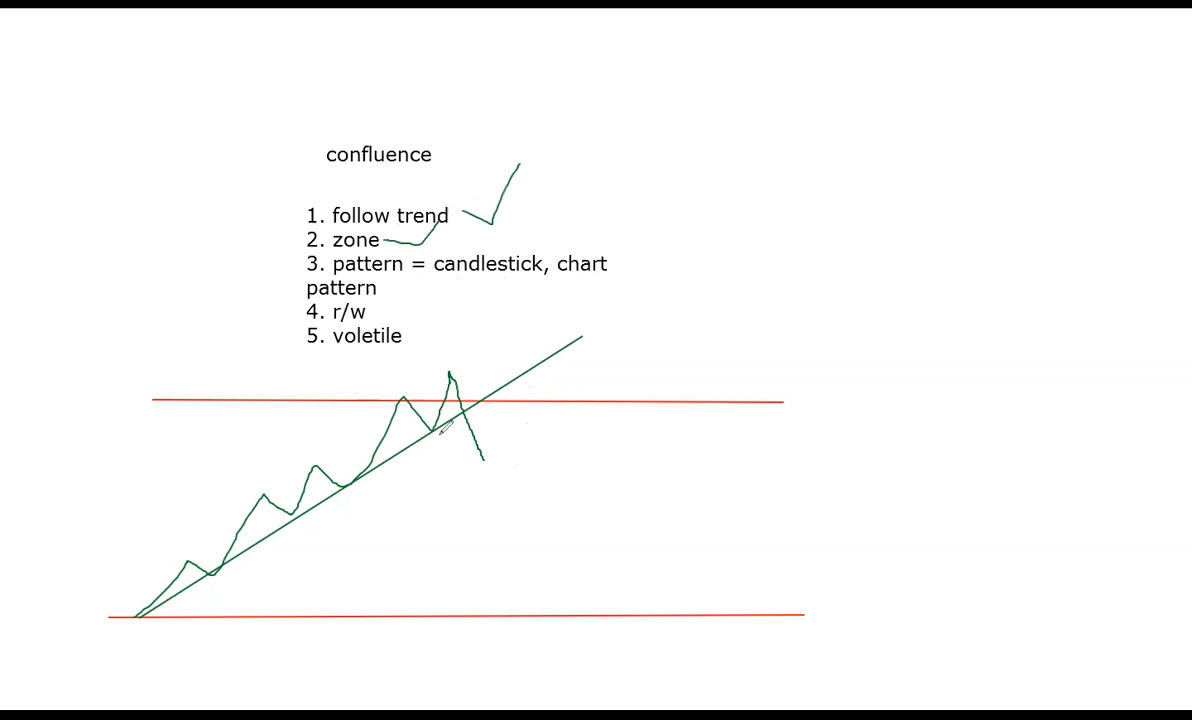 confluence
1. follow trend
2. zone
3. pattern = candlestick, chart
pattern
4. r/w
5. voletile